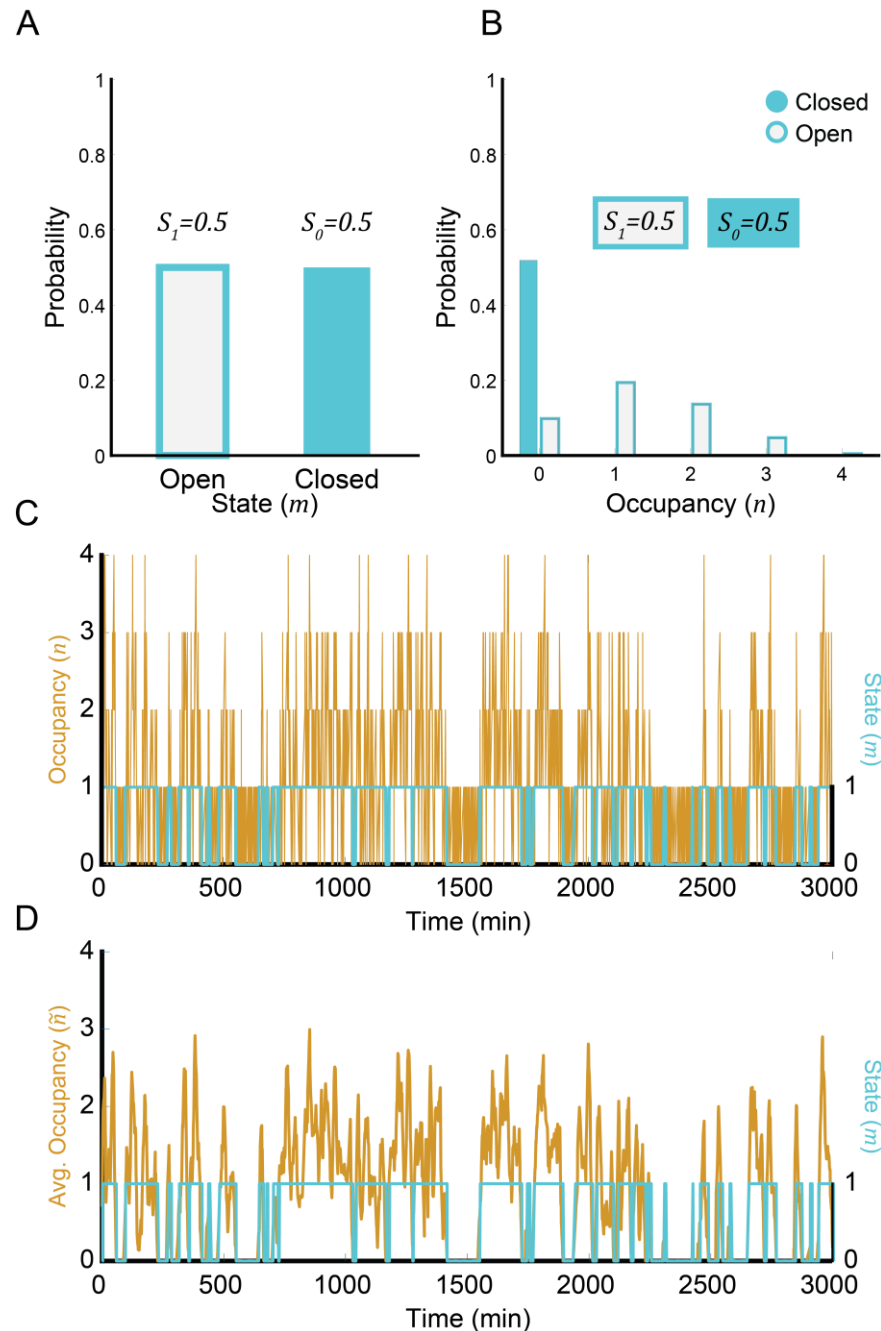 A
1
0.8
0.6
0.4
0.2
0
Probability
S1=0.5
S0=0.5
Open
Closed
State (m)
B
1
0.8
0.6
0.4
0.2
0
Probability
Closed
Open
S1=0.5
S0=0.5
0 1 2 3 4
Occupancy (n)
C
4
3
2
1
0
Occupancy (n)
State (m)
1
0
0 500 1000 1500 2000 2500 3000
Time (min)
D
4
3
2
1
0
Avg. Occupancy (ñ)
State (m)
1
0
0 500 1000 1500 2000 2500 3000
Time (min)